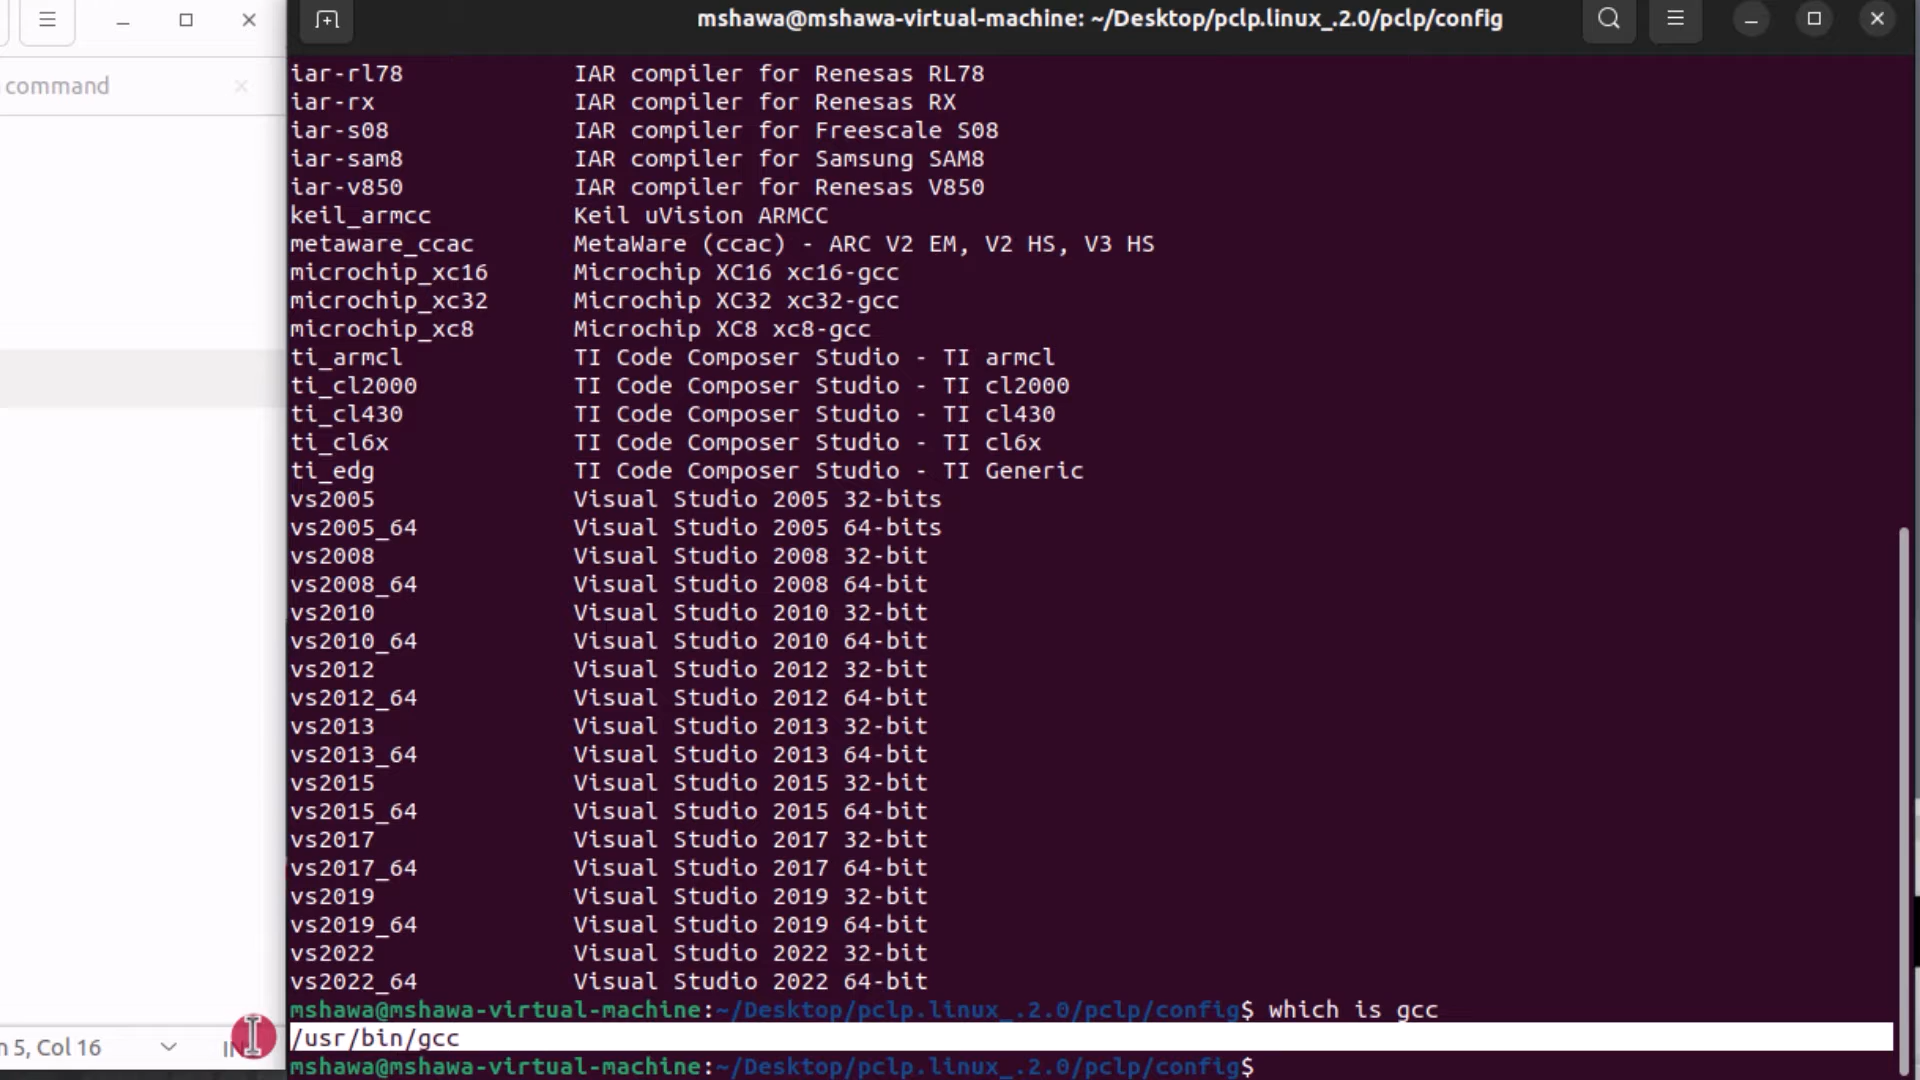 mshawa@mshawa-virtual-machine: ~/Desktop/pclp.linux_.2.0/pclp/config
command
iar-rl78 IAR compiler for Renesas RL78
iar-rx IAR compiler for Renesas RX
iar-s08 IAR compiler for Freescale S08
iar-sam8 IAR compiler for Samsung SAM8
iar-v850 IAR compiler for Renesas V850
keil_armcc Keil uVision ARMCC
metaware_ccac MetaWare (ccac) - ARC V2 EM, V2 HS, V3 HS
microchip_xc16 Microchip XC16 xc16-gcc
microchip_xc32 Microchip XC32 xc32-gcc
microchip_xc8 Microchip XC8 xc8-gcc
ti_armcl TI Code Composer Studio - TI armcl
ti_cl2000 TI Code Composer Studio - TI cl2000
ti_cl430 TI Code Composer Studio - TI cl430
ti_cl6x TI Code Composer Studio - TI cl6x
ti_edg TI Code Composer Studio - TI Generic
vs2005 Visual Studio 2005 32-bits
vs2005_64 Visual Studio 2005 64-bits
vs2008 Visual Studio 2008 32-bit
vs2008_64 Visual Studio 2008 64-bit
vs2010 Visual Studio 2010 32-bit
vs2010_64 Visual Studio 2010 64-bit
vs2012 Visual Studio 2012 32-bit
vs2012_64 Visual Studio 2012 64-bit
vs2013 Visual Studio 2013 32-bit
vs2013_64 Visual Studio 2013 64-bit
vs2015 Visual Studio 2015 32-bit
vs2015_64 Visual Studio 2015 64-bit
vs2017 Visual Studio 2017 32-bit
vs2017_64 Visual Studio 2017 64-bit
vs2019 Visual Studio 2019 32-bit
vs2019_64 Visual Studio 2019 64-bit
vs2022 Visual Studio 2022 32-bit
vs2022_64 Visual Studio 2022 64-bit
mshawa@mshawa-virtual-machine:~/Desktop/pclp.linux_.2.0/pclp/config$ which is gcc
/usr/bin/gcc
mshawa@mshawa-virtual-machine:~/Desktop/pclp.linux_.2.0/pclp/config$
n 5, Col 16